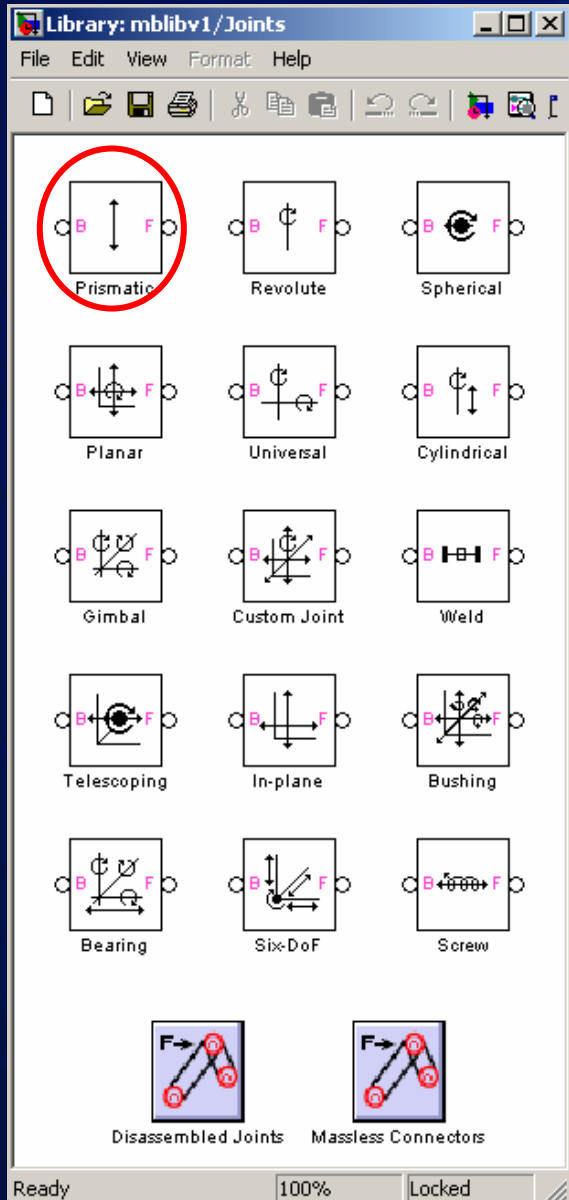 Library: mblibv1/Joints
File Edit View Format Help
B F B F B F
Prismatic Revolute Spherical
B F B F B F
Planar Universal Cylindrical
B F B F B F
Gimbal Custom Joint Weld
B F B F B F
Telescoping In-plane Bushing
B F B F B F
Bearing Six-DoF Screw
F F
Disassembled Joints Massless Connectors
Ready 100% Locked